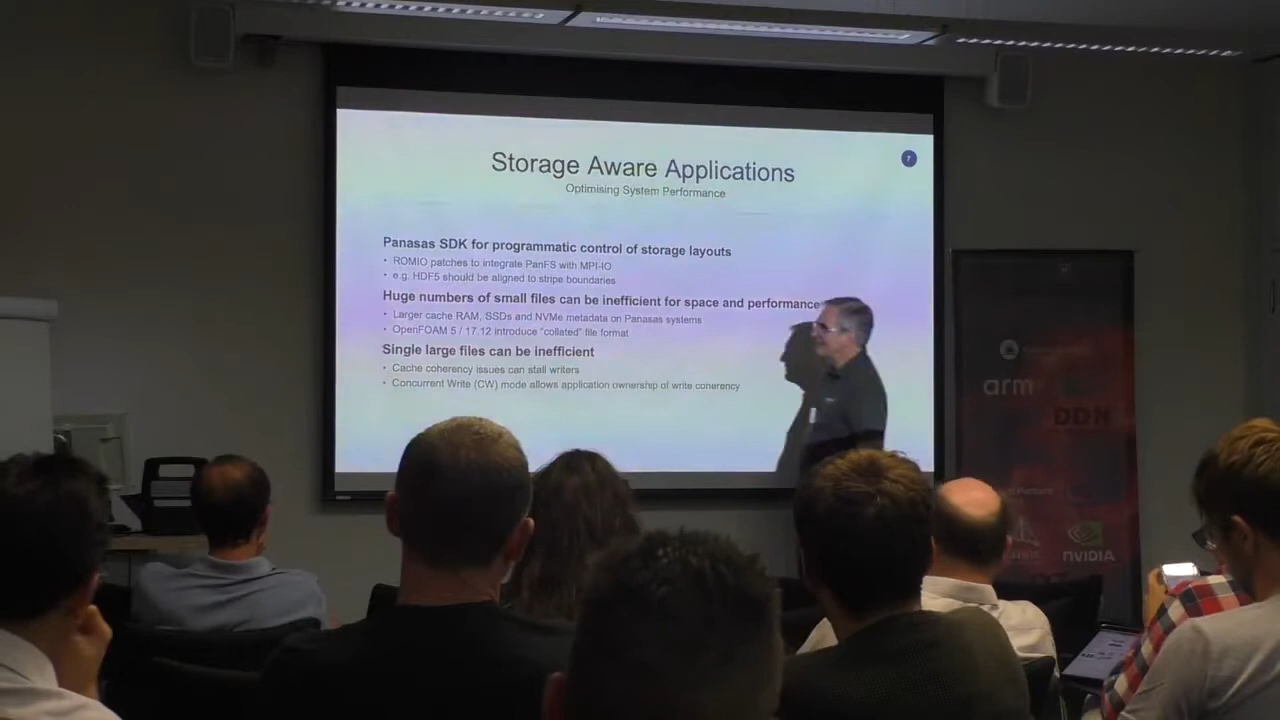 7
Storage Aware Applications
Optimising System Performance
Panasas SDK for programmatic control of storage layouts
• ROMIO patches to integrate PanFS with MPI-IO
• e.g. HDF5 should be aligned to stripe boundaries
Huge numbers of small files can be inefficient for space and performance
• Larger cache RAM, SSDs and NVMe metadata on Panasas systems
• OpenFOAM 5 / 17.12 introduce "collated" file format
Single large files can be inefficient
• Cache coherency issues can stall writers
• Concurrent Write (CW) mode allows application ownership of write coherency
arm
DDN
NVIDIA